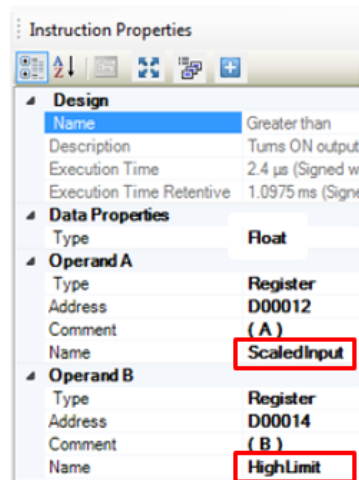 Instruction Properties
Design
Name Greater than
Description Turns ON output
Execution Time 2.4 µs (Signed w
Execution Time Retentive 1.0975 ms (Signe
Data Properties
Type Float
Operand A
Type Register
Address D00012
Comment ( A )
Name ScaledInput
Operand B
Type Register
Address D00014
Comment ( B )
Name HighLimit